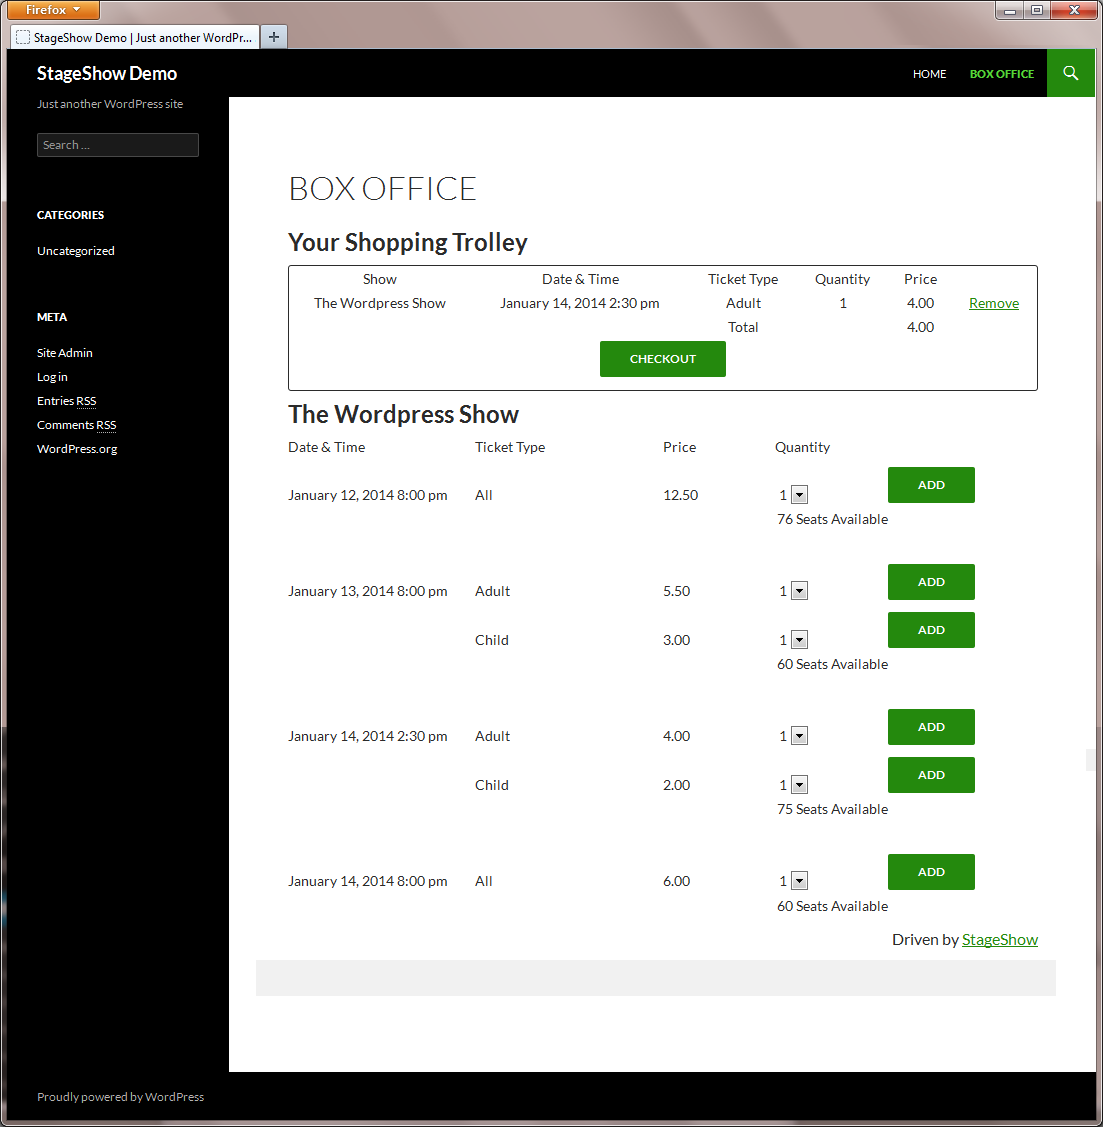 Firefox
StageShow Demo | Just another WordPr...
StageShow Demo
HOME BOX OFFICE
Just another WordPress site
Search ...
CATEGORIES
Uncategorized
META
Site Admin
Log in
Entries RSS
Comments RSS
WordPress.org
BOX OFFICE
Your Shopping Trolley
Show Date & Time Ticket Type Quantity Price
The Wordpress Show January 14, 2014 2:30 pm Adult 1 4.00 Remove
Total 4.00
CHECKOUT
The Wordpress Show
Date & Time Ticket Type Price Quantity
January 12, 2014 8:00 pm All 12.50 1 ADD
76 Seats Available
January 13, 2014 8:00 pm Adult 5.50 1 ADD
Child 3.00 1 ADD
60 Seats Available
January 14, 2014 2:30 pm Adult 4.00 1 ADD
Child 2.00 1 ADD
75 Seats Available
January 14, 2014 8:00 pm All 6.00 1 ADD
60 Seats Available
Driven by StageShow
Proudly powered by WordPress